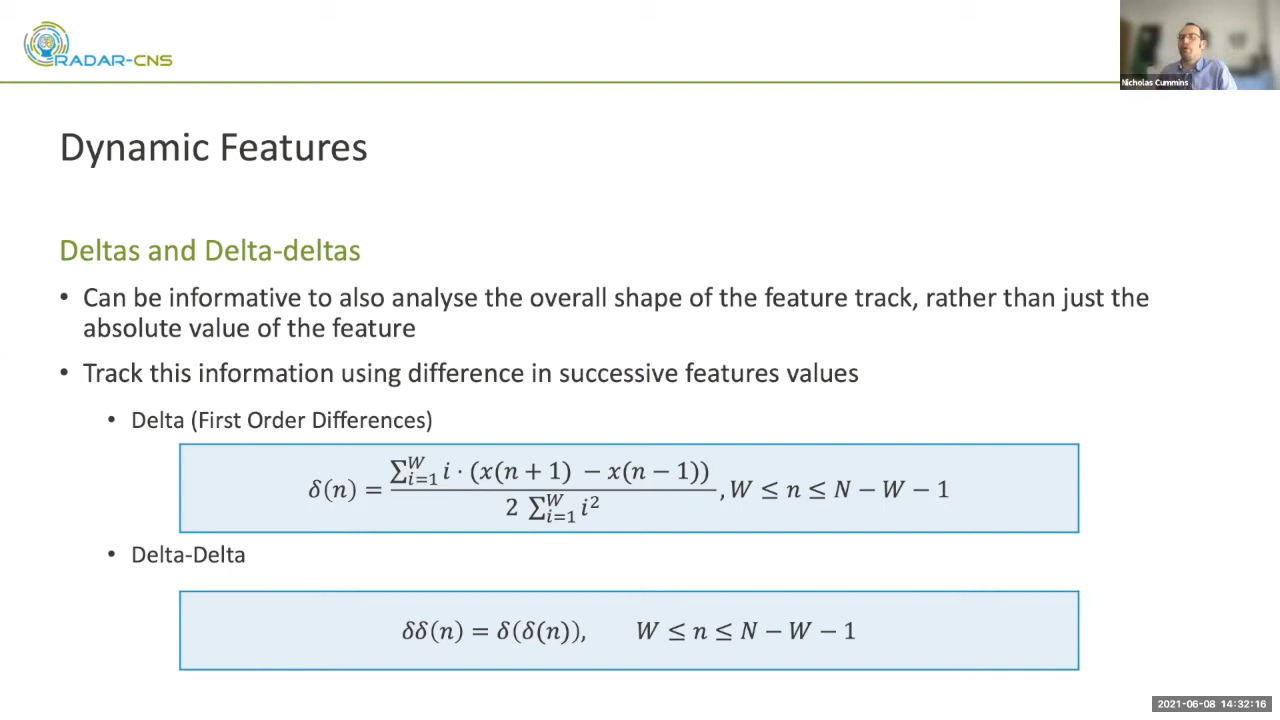 RADAR-CNS
Nicholas Cummins
Dynamic Features
Deltas and Delta-deltas
• Can be informative to also analyse the overall shape of the feature track, rather than just the
absolute value of the feature
• Track this information using difference in successive features values
• Delta (First Order Differences)
δ(n) = \frac{∑_{i=1}^{W} i · (x(n + 1) − x(n − 1))}{2 ∑_{i=1}^{W} i²}, W ≤ n ≤ N − W − 1
• Delta-Delta
δδ(n) = δ(δ(n)), W ≤ n ≤ N − W − 1
2021-06-08 14:32:16